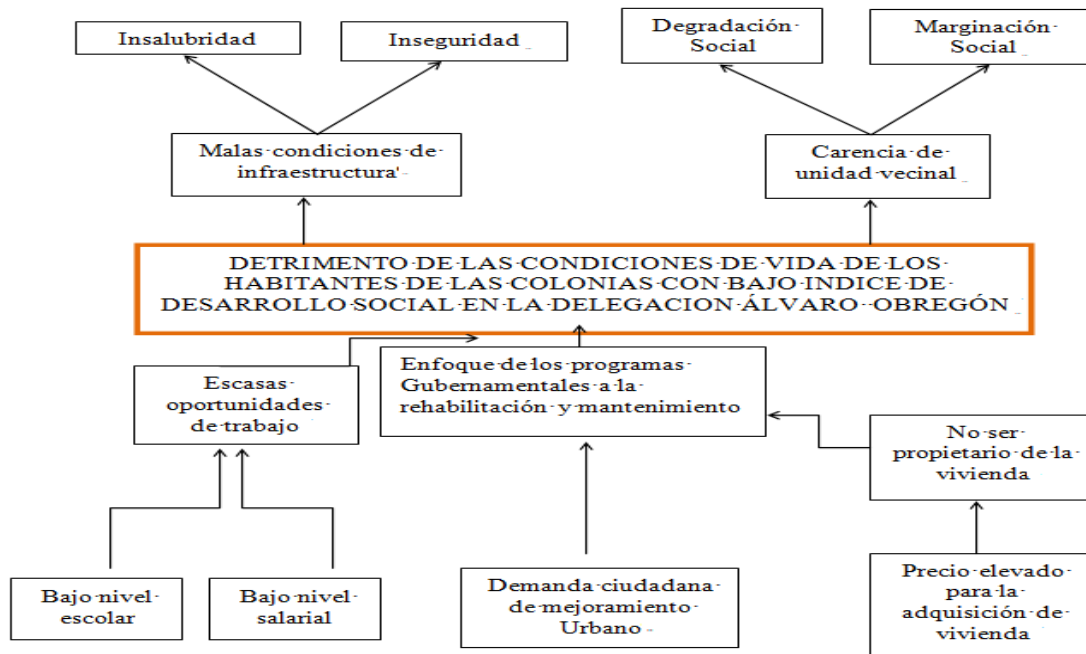 Insalubridad
Inseguridad
Degradación
Social
Marginación
Social
Malas condiciones de
infraestructura'
Carencia de
unidad vecinal
DETRIMENTO DE LAS CONDICIONES DE VIDA DE LOS
HABITANTES DE LAS COLONIAS CON BAJO INDICE DE
DESARROLLO SOCIAL EN LA DELEGACION ÁLVARO OBREGÓN
Escasas
oportunidades
de trabajo
Enfoque de los programas
Gubernamentales a la
rehabilitación y mantenimiento
No ser
propietario de la
vivienda
Bajo nivel
escolar
Bajo nivel
salarial
Demanda ciudadana
de mejoramiento
Urbano
Precio elevado
para la
adquisición de
vivienda